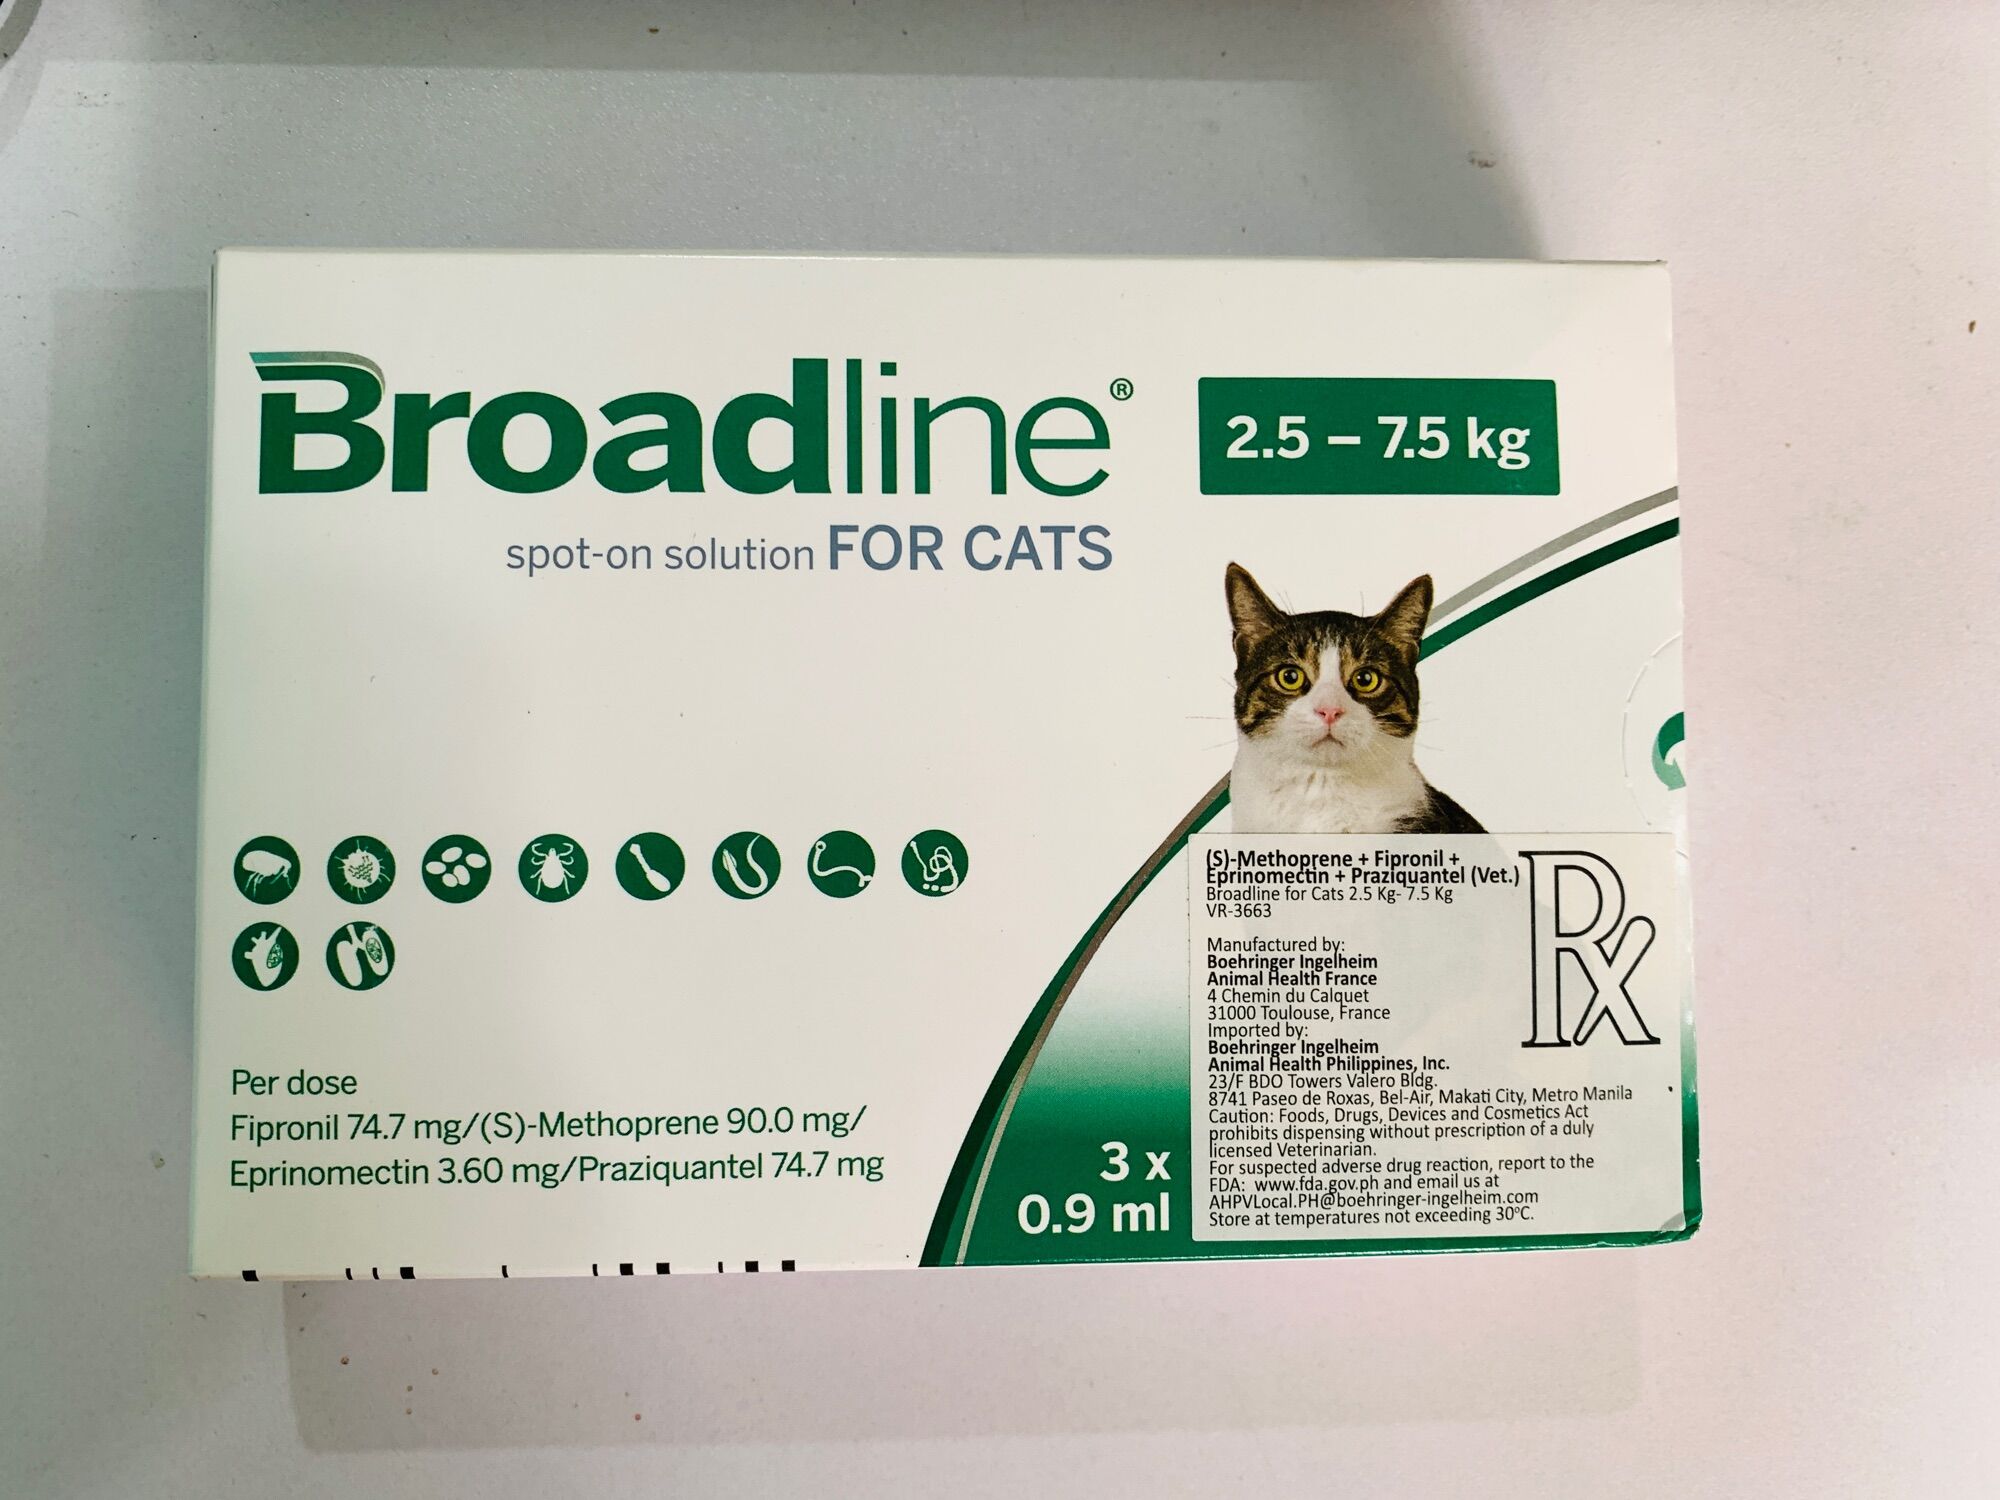 Broadline®
2.5 – 7.5 kg
spot-on solution FOR CATS
Per dose
Fipronil 74.7 mg/(S)-Methoprene 90.0 mg/
Eprinomectin 3.60 mg/Praziquantel 74.7 mg
3 x
0.9 ml
(S)-Methoprene + Fipronil +
Eprinomectin + Praziquantel (Vet.)
Broadline for Cats 2.5 Kg- 7.5 Kg
VR-3663
Rx
Manufactured by:
Boehringer Ingelheim
Animal Health France
4 Chemin du Calquet
31000 Toulouse, France
Imported by:
Boehringer Ingelheim
Animal Health Philippines, Inc.
23/F BDO Towers Valero Bldg.
8741 Paseo de Roxas, Bel-Air, Makati City, Metro Manila
Caution: Foods, Drugs, Devices and Cosmetics Act
prohibits dispensing without prescription of a duly
licensed Veterinarian.
For suspected adverse drug reaction, report to the
FDA: www.fda.gov.ph and email us at
AHPVLocal.PH@boehringer-ingelheim.com
Store at temperatures not exceeding 30°C.